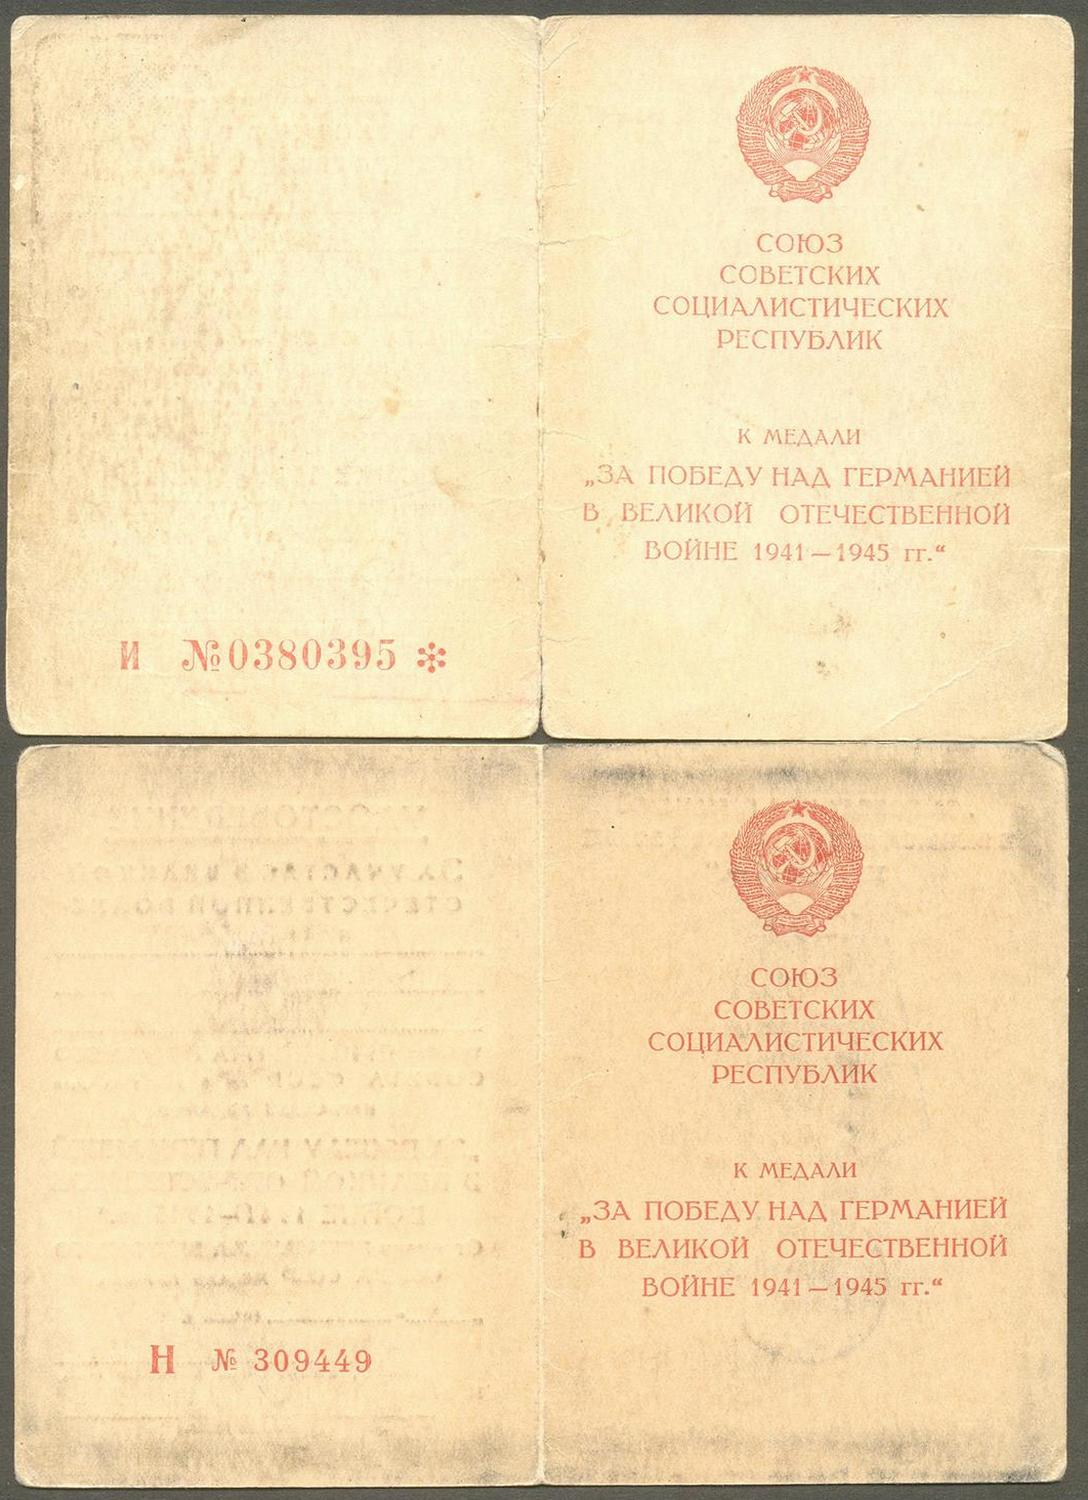 СОЮЗ
СОВЕТСКИХ
СОЦИАЛИСТИЧЕСКИХ
РЕСПУБЛИК
К МЕДАЛИ
„ЗА ПОБЕДУ НАД ГЕРМАНИЕЙ
В ВЕЛИКОЙ ОТЕЧЕСТВЕННОЙ
ВОЙНЕ 1941—1945 гг.“
И №0380395 *
СОЮЗ
СОВЕТСКИХ
СОЦИАЛИСТИЧЕСКИХ
РЕСПУБЛИК
К МЕДАЛИ
„ЗА ПОБЕДУ НАД ГЕРМАНИЕЙ
В ВЕЛИКОЙ ОТЕЧЕСТВЕННОЙ
ВОЙНЕ 1941—1945 гг.“
Н № 309449